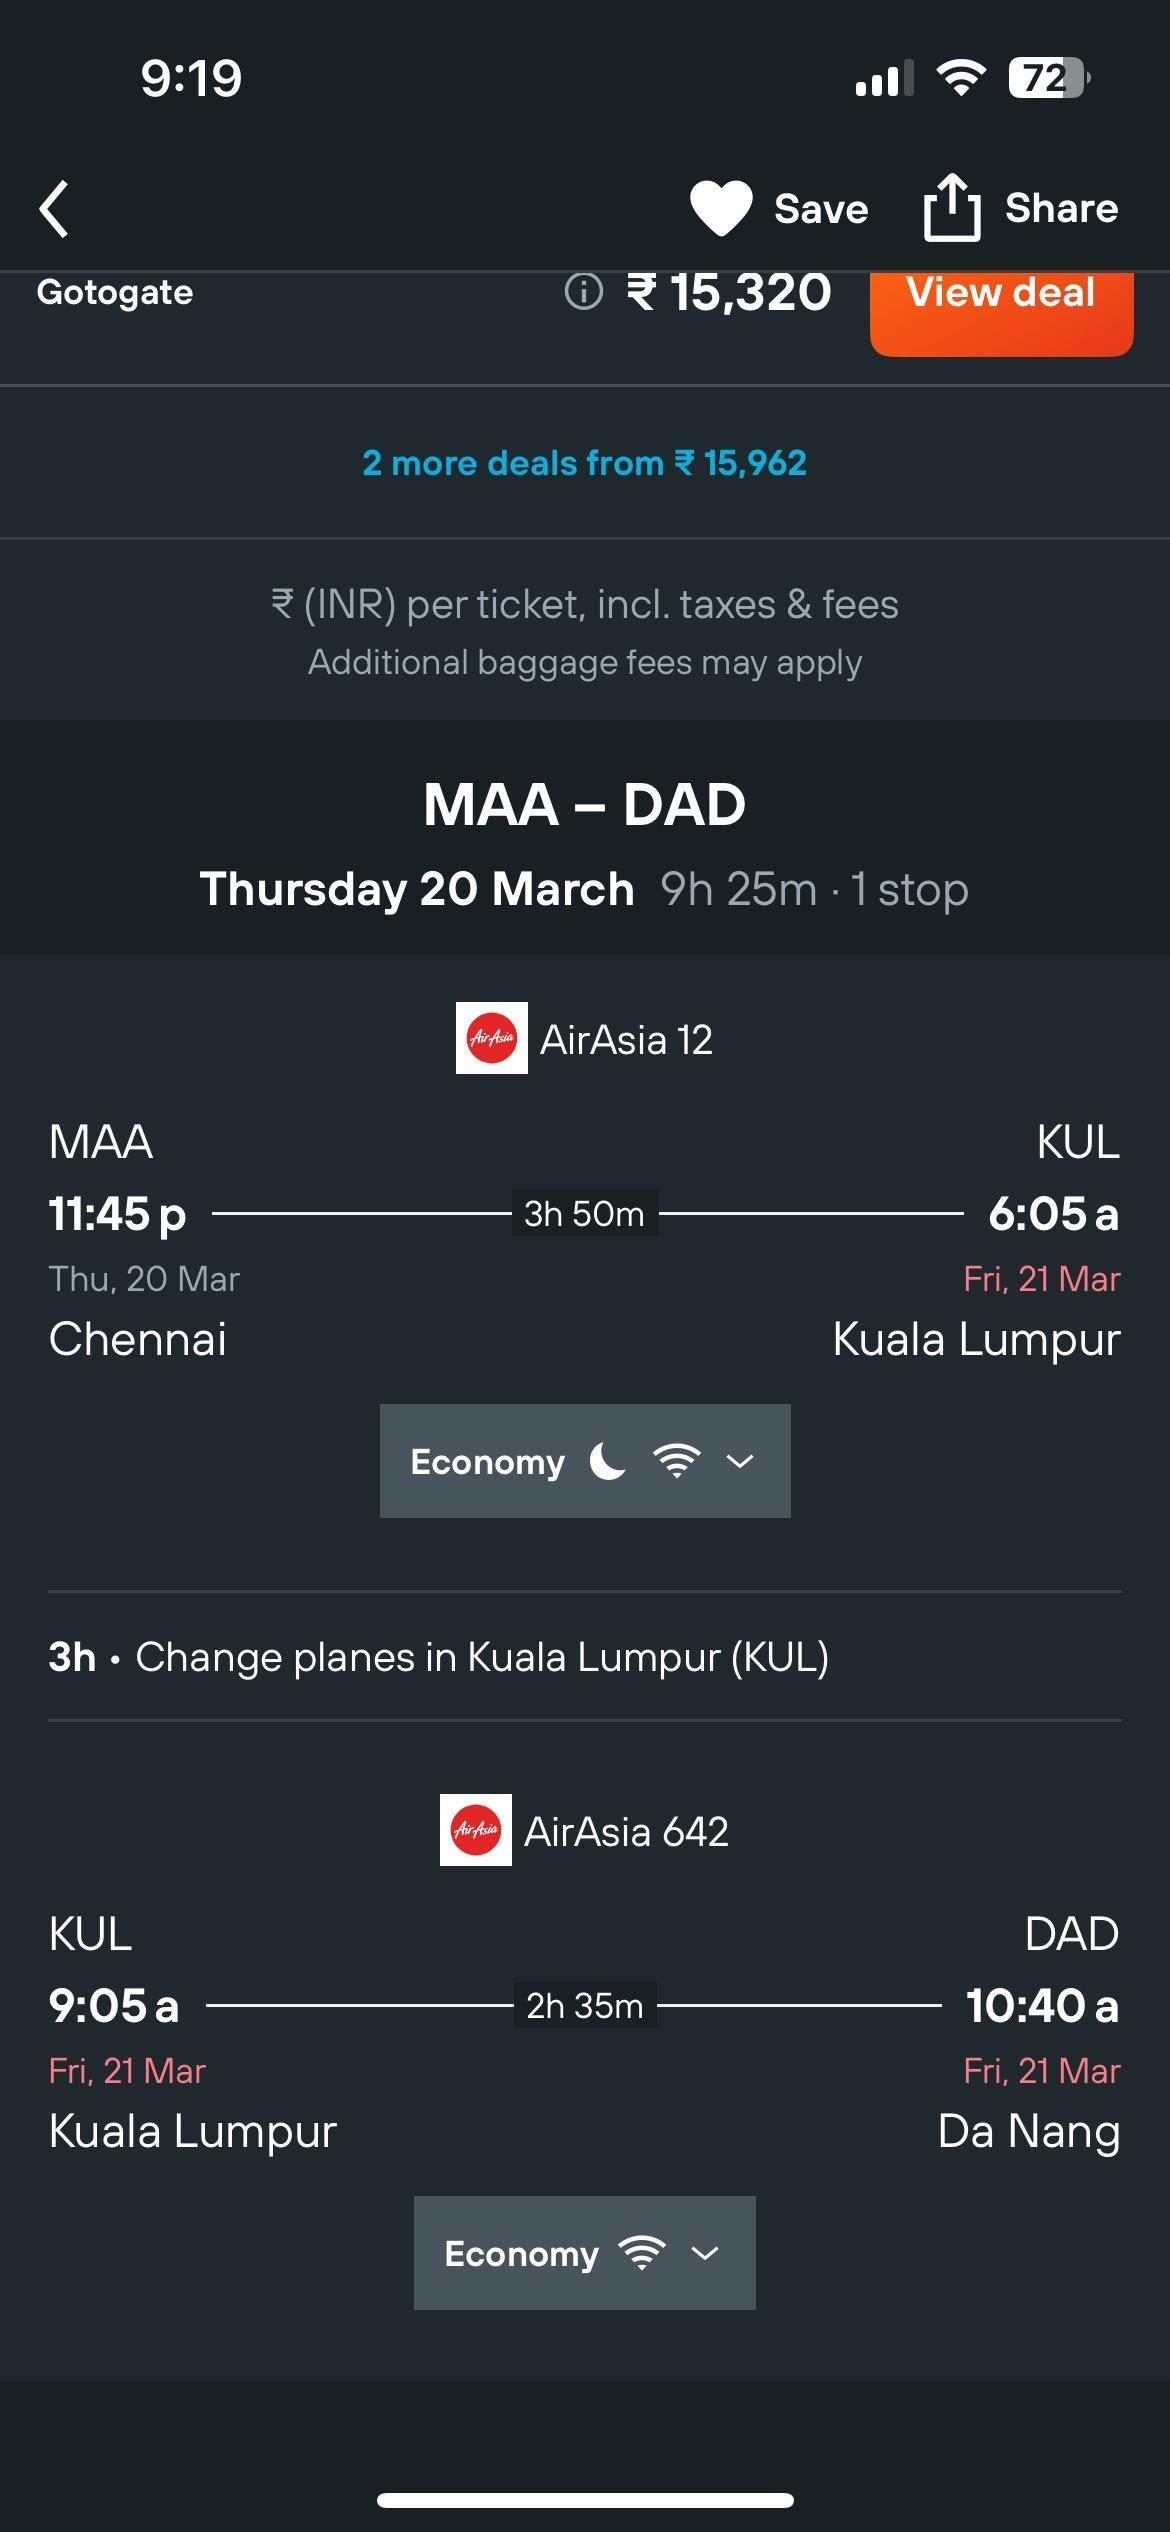 9:19
72
Save
Share
Gotogate
₹ 15,320
View deal
2 more deals from ₹ 15,962
₹ (INR) per ticket, incl. taxes & fees
Additional baggage fees may apply
MAA – DAD
Thursday 20 March 9h 25m · 1 stop
AirAsia
AirAsia 12
MAA
KUL
11:45 p
3h 50m
6:05 a
Thu, 20 Mar
Fri, 21 Mar
Chennai
Kuala Lumpur
Economy
3h • Change planes in Kuala Lumpur (KUL)
AirAsia
AirAsia 642
KUL
DAD
9:05 a
2h 35m
10:40 a
Fri, 21 Mar
Fri, 21 Mar
Kuala Lumpur
Da Nang
Economy